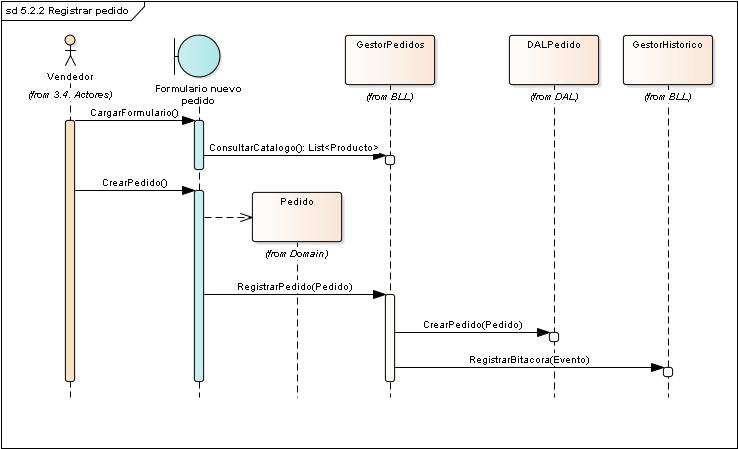 sd 5.2.2 Registrar pedido
Vendedor
(from 3.4. Actores)
Formulario nuevo
pedido
GestorPedidos
(from BLL)
DALPedido
(from DAL)
GestorHistorico
(from BLL)
CargarFormulario()
ConsultarCatalogo(): List<Producto>
CrearPedido()
Pedido
(from Domain)
RegistrarPedido(Pedido)
CrearPedido(Pedido)
RegistrarBitacora(Evento)